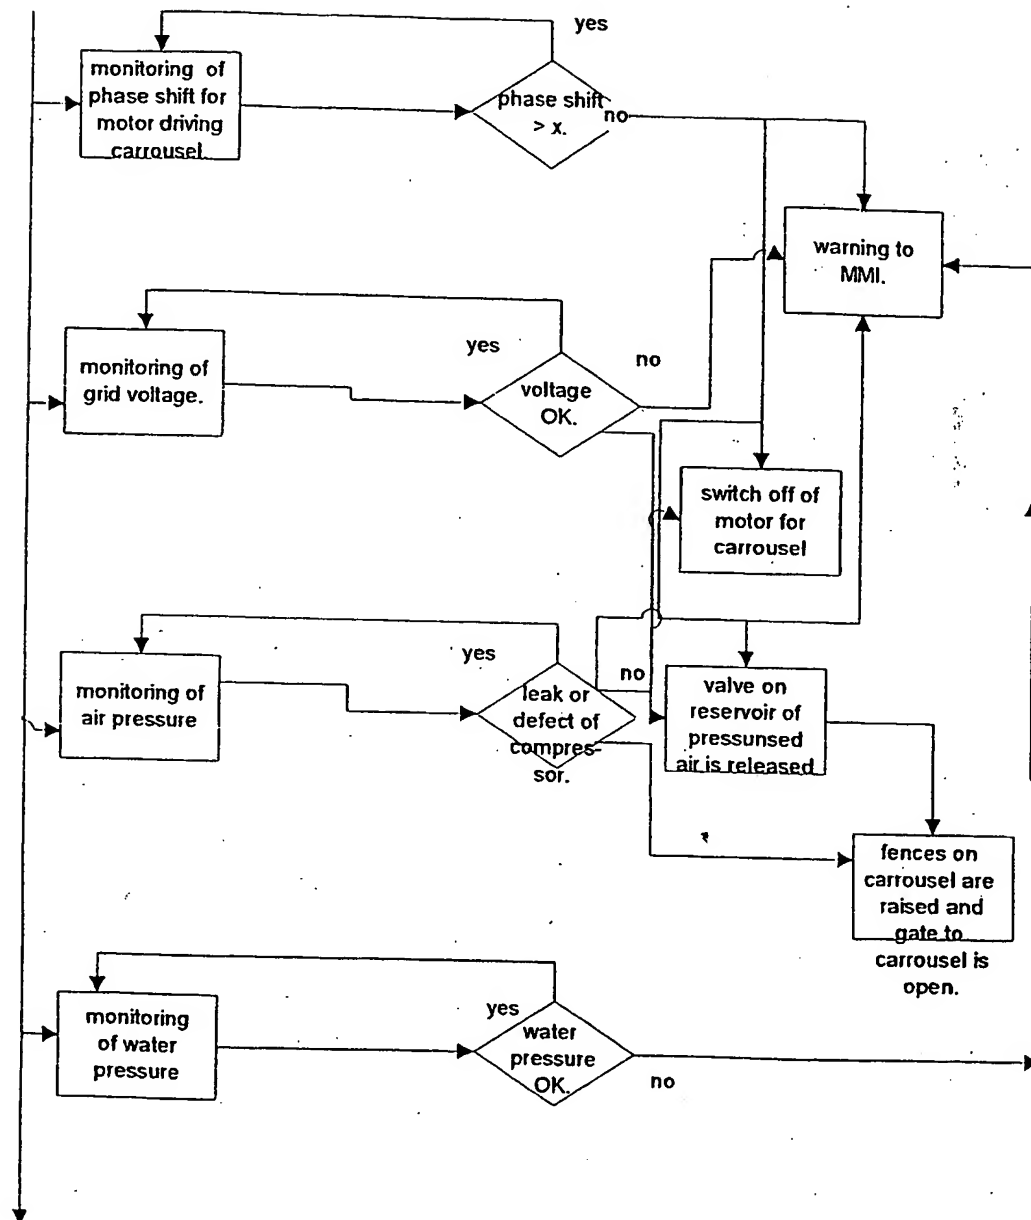 yes
monitoring of
phase shift for
motor driving
carrousel
phase shift
> x.
no
warning to
MMI.
monitoring of
grid voltage.
yes
voltage
OK.
no
switch off of
motor for
carrousel
monitoring of
air pressure
yes
leak or
defect of
compres-
sor.
no
valve on
reservoir of
pressunsed
air is released
fences on
carrousel are
raised and
gate to
carrousel is
open.
monitoring
of water
pressure
yes
water
pressure
OK.
no